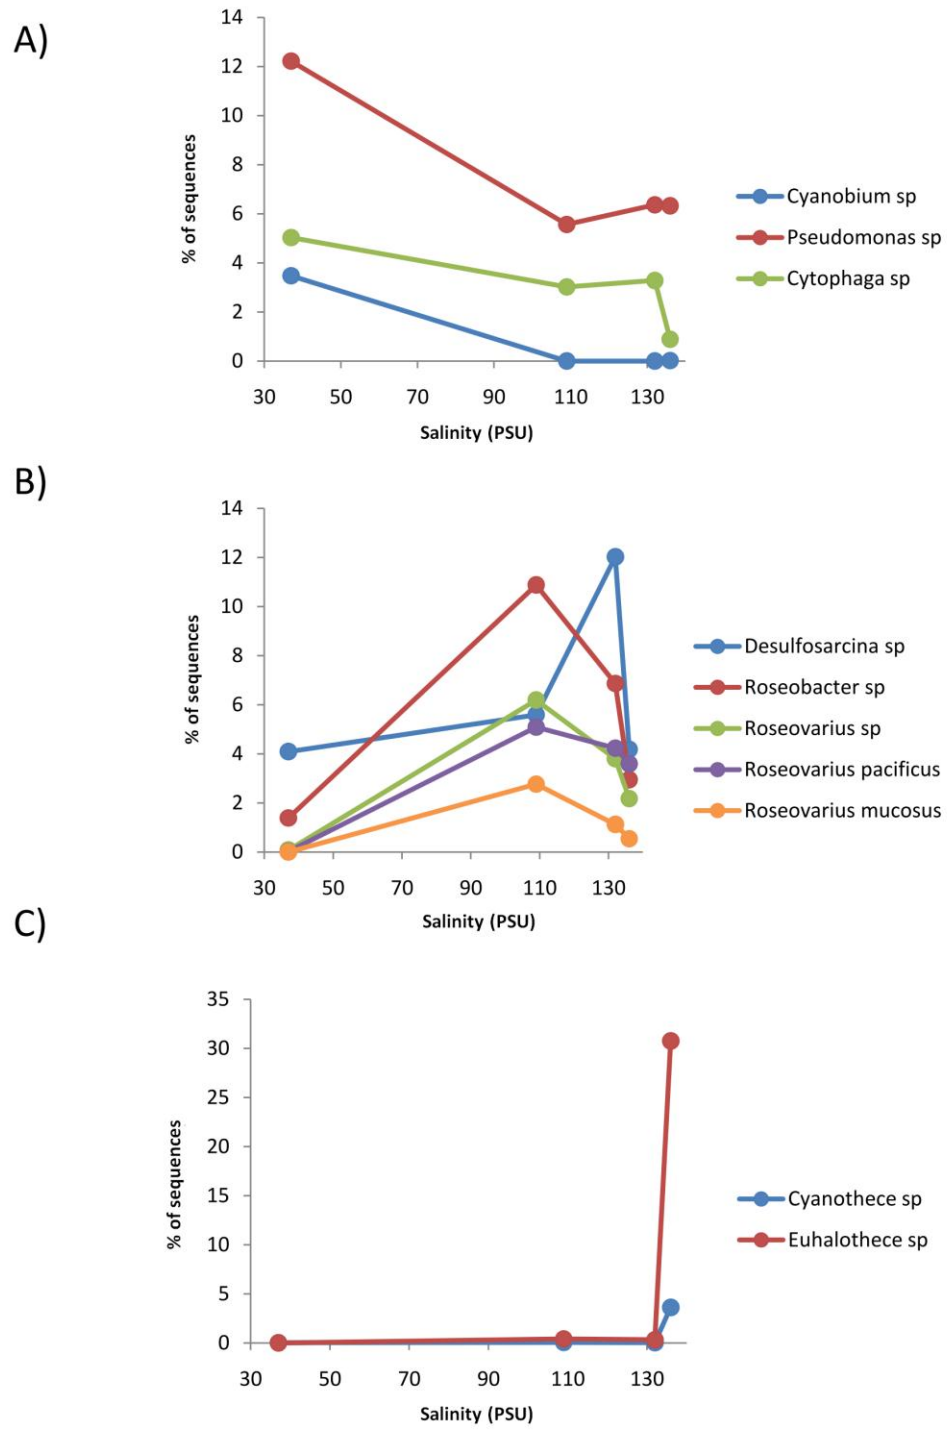 A)
14
12
10
8
6
4
2
0
% of sequences
30 50 70 90 110 130
Salinity (PSU)
Cyanobium sp
Pseudomonas sp
Cytophaga sp
B)
14
12
10
8
6
4
2
0
% of sequences
30 50 70 90 110 130
Salinity (PSU)
Desulfosarcina sp
Roseobacter sp
Roseovarius sp
Roseovarius pacificus
Roseovarius mucosus
C)
35
30
25
20
15
10
5
0
% of sequences
30 50 70 90 110 130
Salinity (PSU)
Cyanothece sp
Euhalothece sp